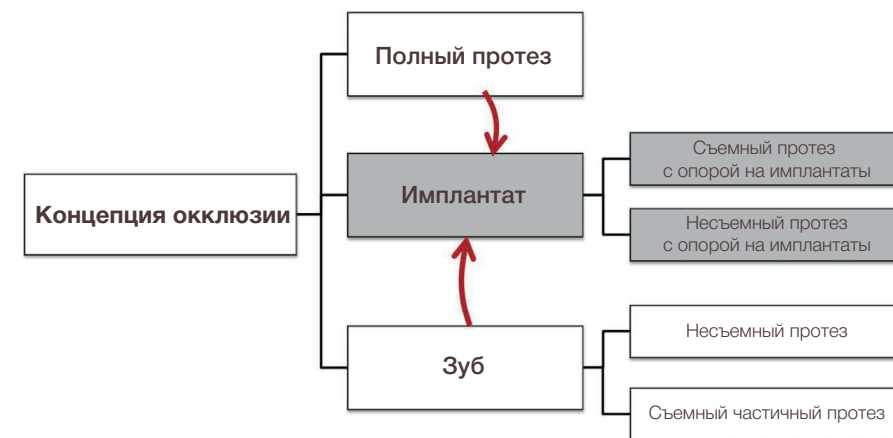 Полный протез
Съемный протез
с опорой на имплантаты
Имплантат
Концепция окклюзии
Несъемный протез
с опорой на имплантаты
Несъемный протез
Зуб
Съемный частичный протез